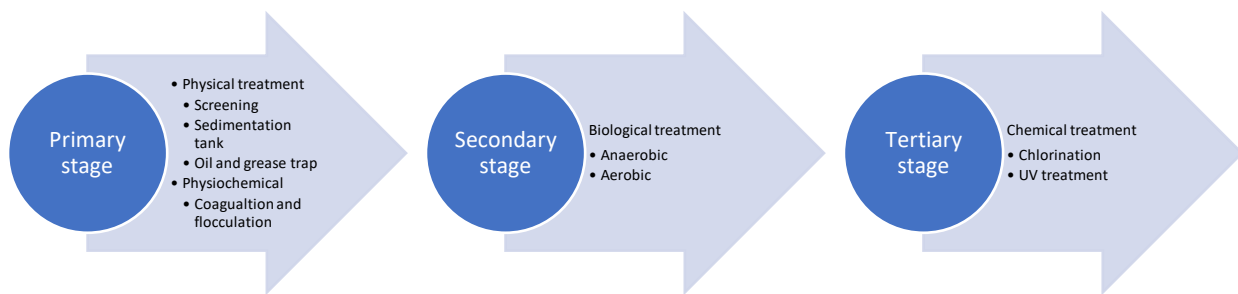 Primary
stage
• Physical treatment
• Screening
• Sedimentation
tank
• Oil and grease trap
• Physiochemical
• Coagualtion and
flocculation
Secondary
stage
Biological treatment
• Anaerobic
• Aerobic
Tertiary
stage
Chemical treatment
• Chlorination
• UV treatment